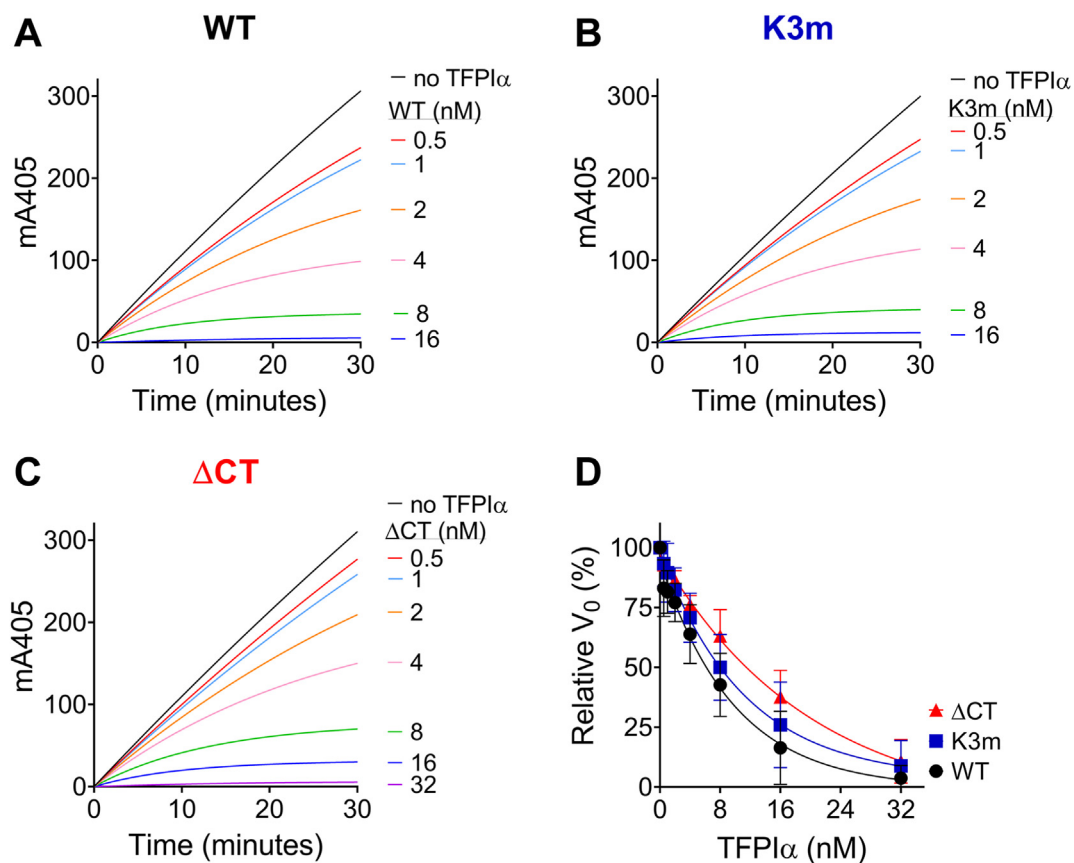 A
WT
mA405
300
200
100
0
0
10
20
30
Time (minutes)
no TFPIα
WT (nM)
0.5
1
2
4
8
16
B
K3m
mA405
300
200
100
0
0
10
20
30
Time (minutes)
no TFPIα
K3m (nM)
0.5
1
2
4
8
16
C
ΔCT
mA405
300
200
100
0
0
10
20
30
Time (minutes)
no TFPIα
ΔCT (nM)
0.5
1
2
4
8
16
32
D
Relative V₀ (%)
100
75
50
25
0
0
8
16
24
32
TFPIα (nM)
ΔCT
K3m
WT